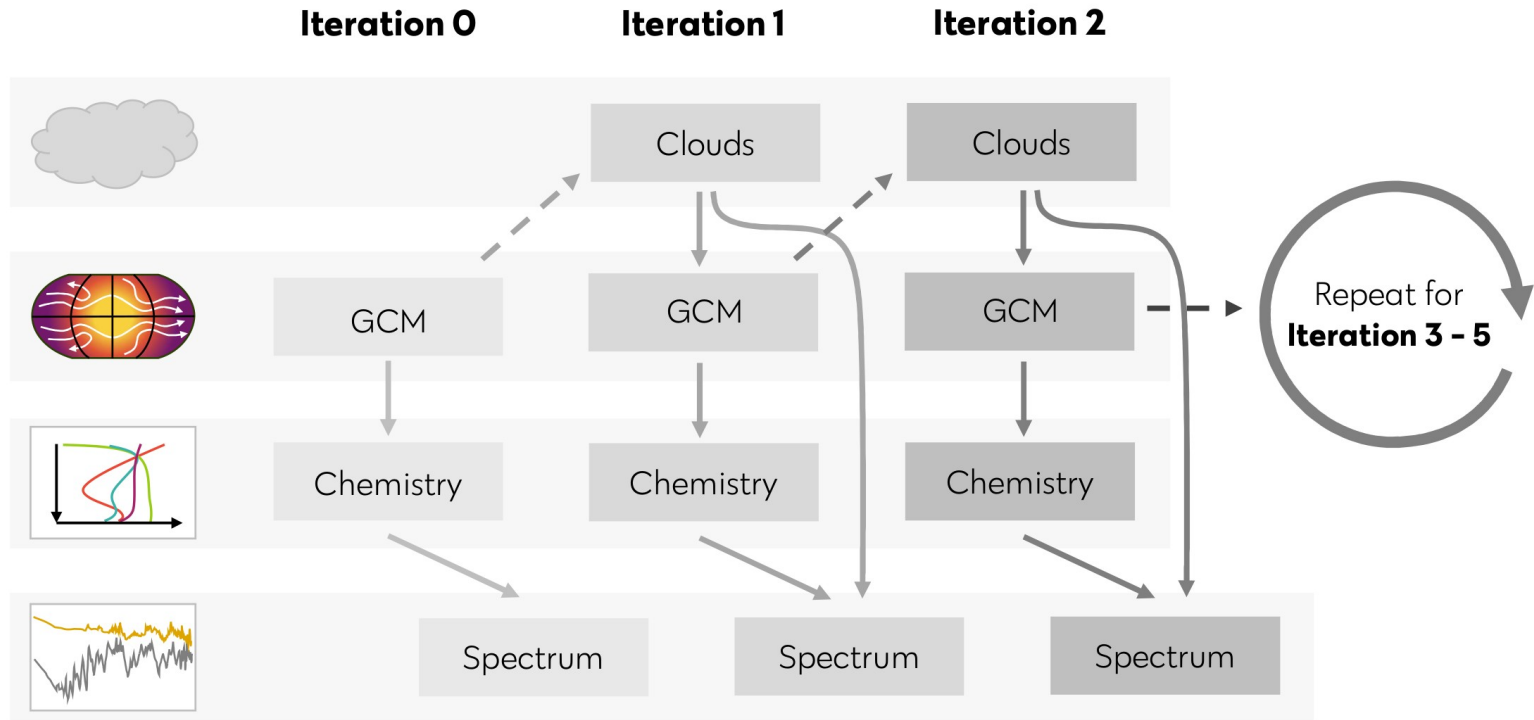 Iteration 0
Iteration 1
Iteration 2
Clouds
Clouds
GCM
GCM
GCM
Repeat for
Iteration 3 - 5
Chemistry
Chemistry
Chemistry
Spectrum
Spectrum
Spectrum